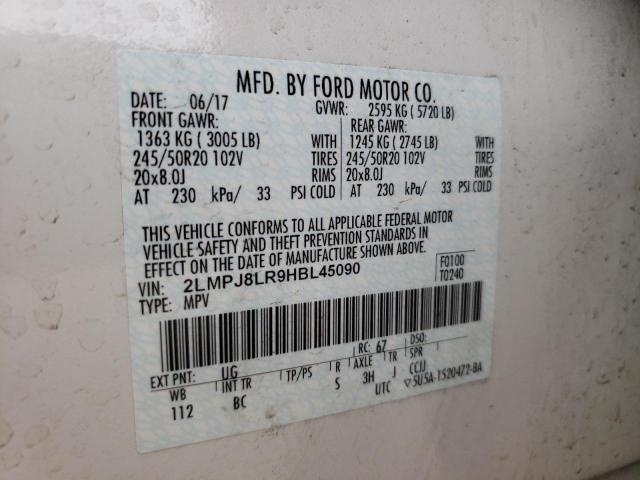 MFD. BY FORD MOTOR CO.
DATE: 06/17 GVWR: 2595 KG ( 5720 LB)
FRONT GAWR: REAR GAWR:
1363 KG ( 3005 LB) WITH 1245 KG ( 2745 LB) WITH
245/50R20 102V TIRES 245/50R20 102V TIRES
20x8.0J RIMS 20x8.0J RIMS
AT 230 kPa/ 33 PSI COLD AT 230 kPa/ 33 PSI COLD
THIS VEHICLE CONFORMS TO ALL APPLICABLE FEDERAL MOTOR
VEHICLE SAFETY AND THEFT PREVENTION STANDARDS IN
EFFECT ON THE DATE OF MANUFACTURE SHOWN ABOVE.
VIN: 2LMPJ8LR9HBL45090 F0100
TYPE: MPV T0240
EXT PNT: UG RC: 67 DSO:
WB INT TR TP/PS R AXLE TR SPR
112 BC S 3H J CCJJ
UTC ▽5U5A-1520472-BA